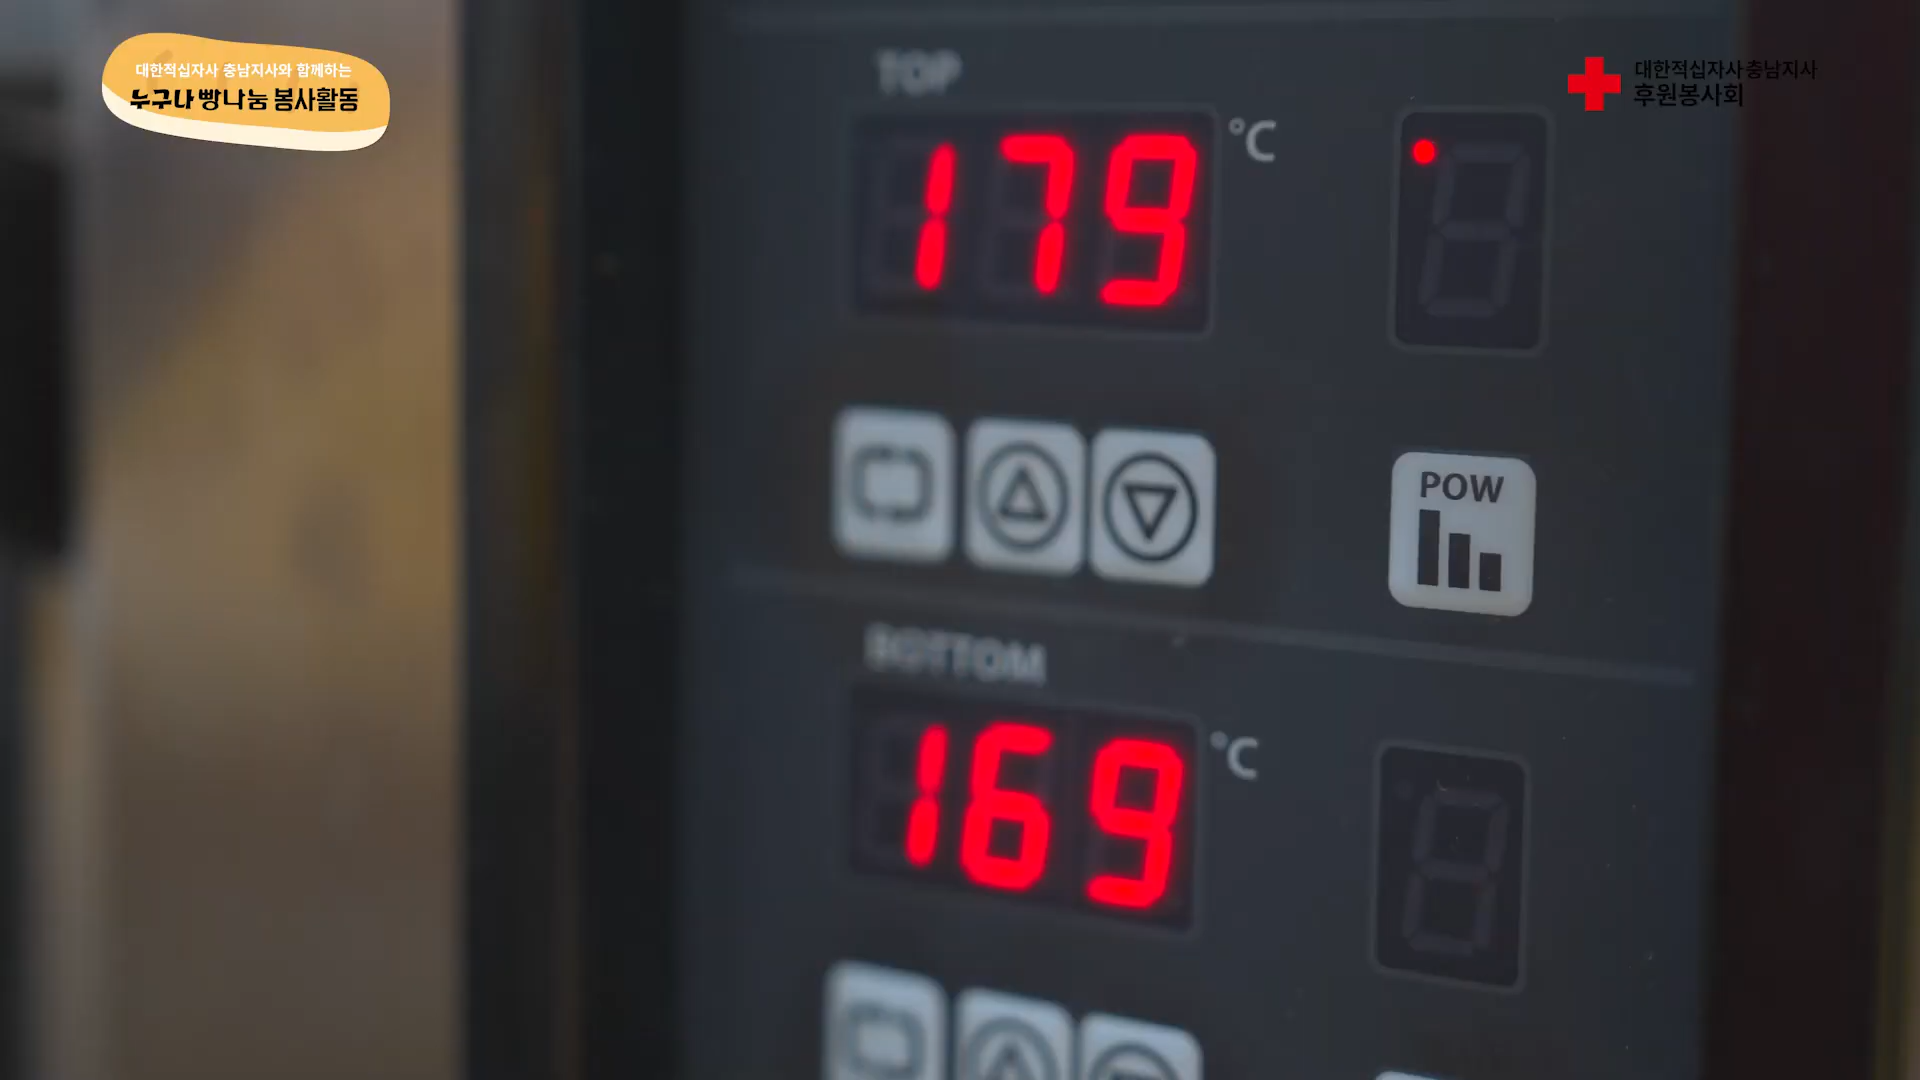 대한적십자사 충남지사와 함께하는
누구나 빵나눔 봉사활동
대한적십자사 충남지사
후원봉사회
TOP
179 °C
POW
BOTTOM
169 °C